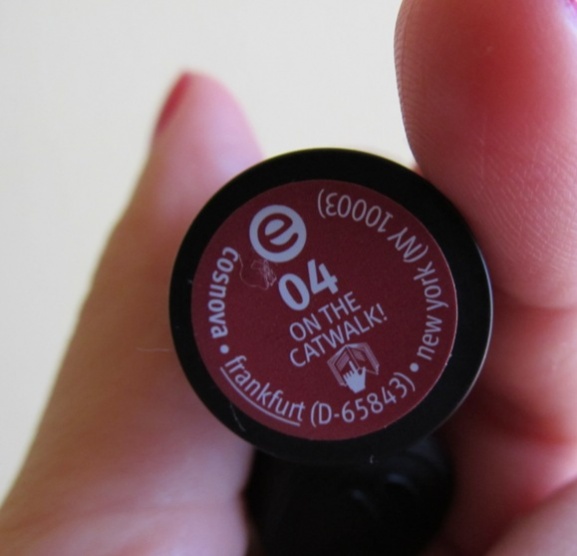 e
04
ON THE
CATWALK!
cosnova • frankfurt (D-65843) • new york (NY 10003)